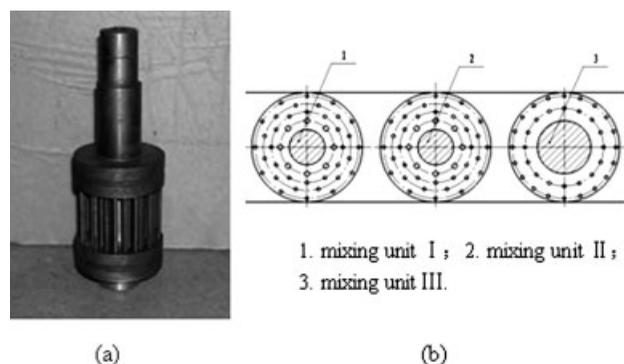 1 2 3
1. mixing unit Ⅰ； 2. mixing unit Ⅱ；
3. mixing unit III.
(a) (b)